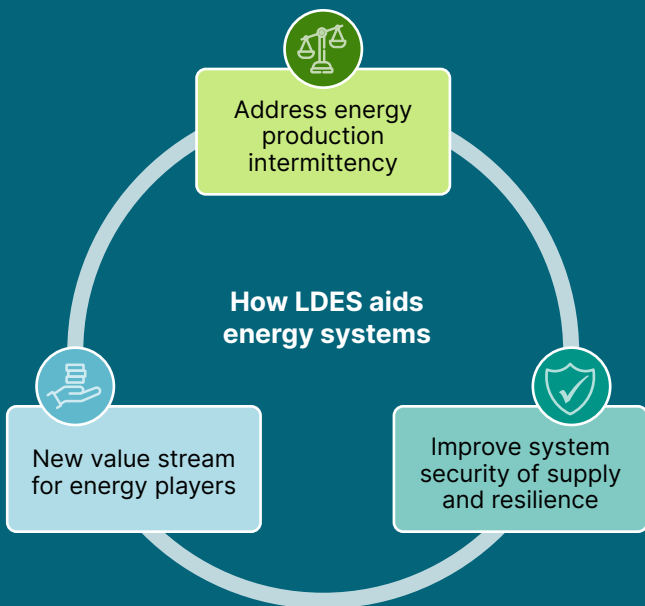 Address energy
production
intermittency
How LDES aids
energy systems
New value stream
for energy players
Improve system
security of supply
and resilience